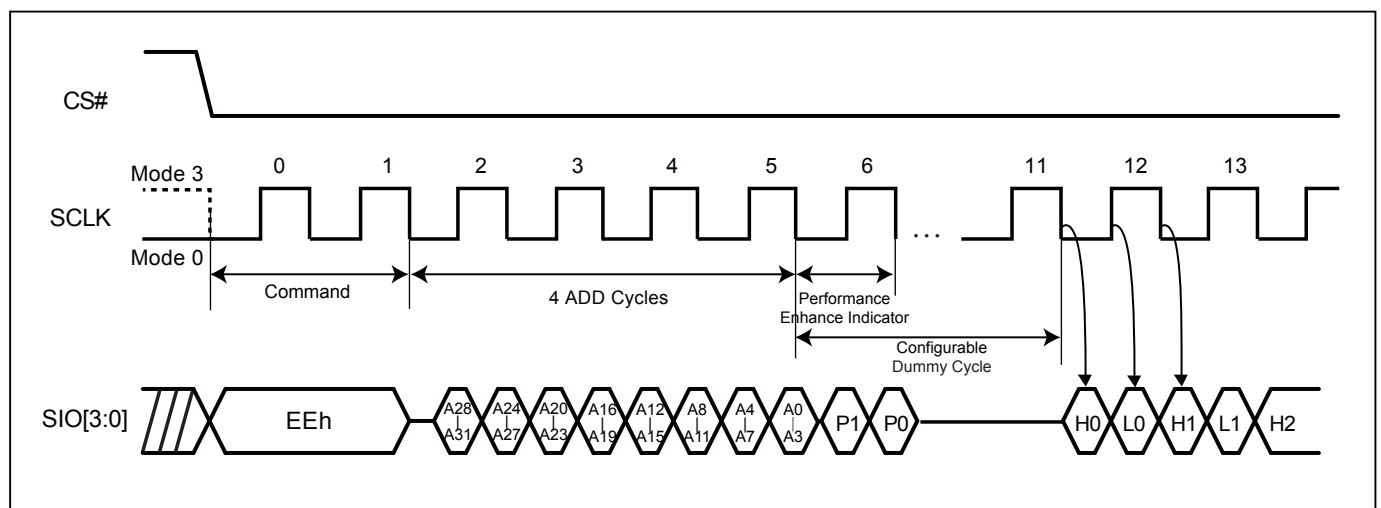 CS#
Mode 3
0 1 2 3 4 5 6 11 12 13
SCLK
...
Mode 0
Command
4 ADD Cycles
Performance
Enhance Indicator
Configurable
Dummy Cycle
SIO[3:0]
EEh
A28
A31
A24
A27
A20
A23
A16
A19
A12
A15
A8
A11
A4
A7
A0
A3
P1
P0
H0
L0
H1
L1
H2